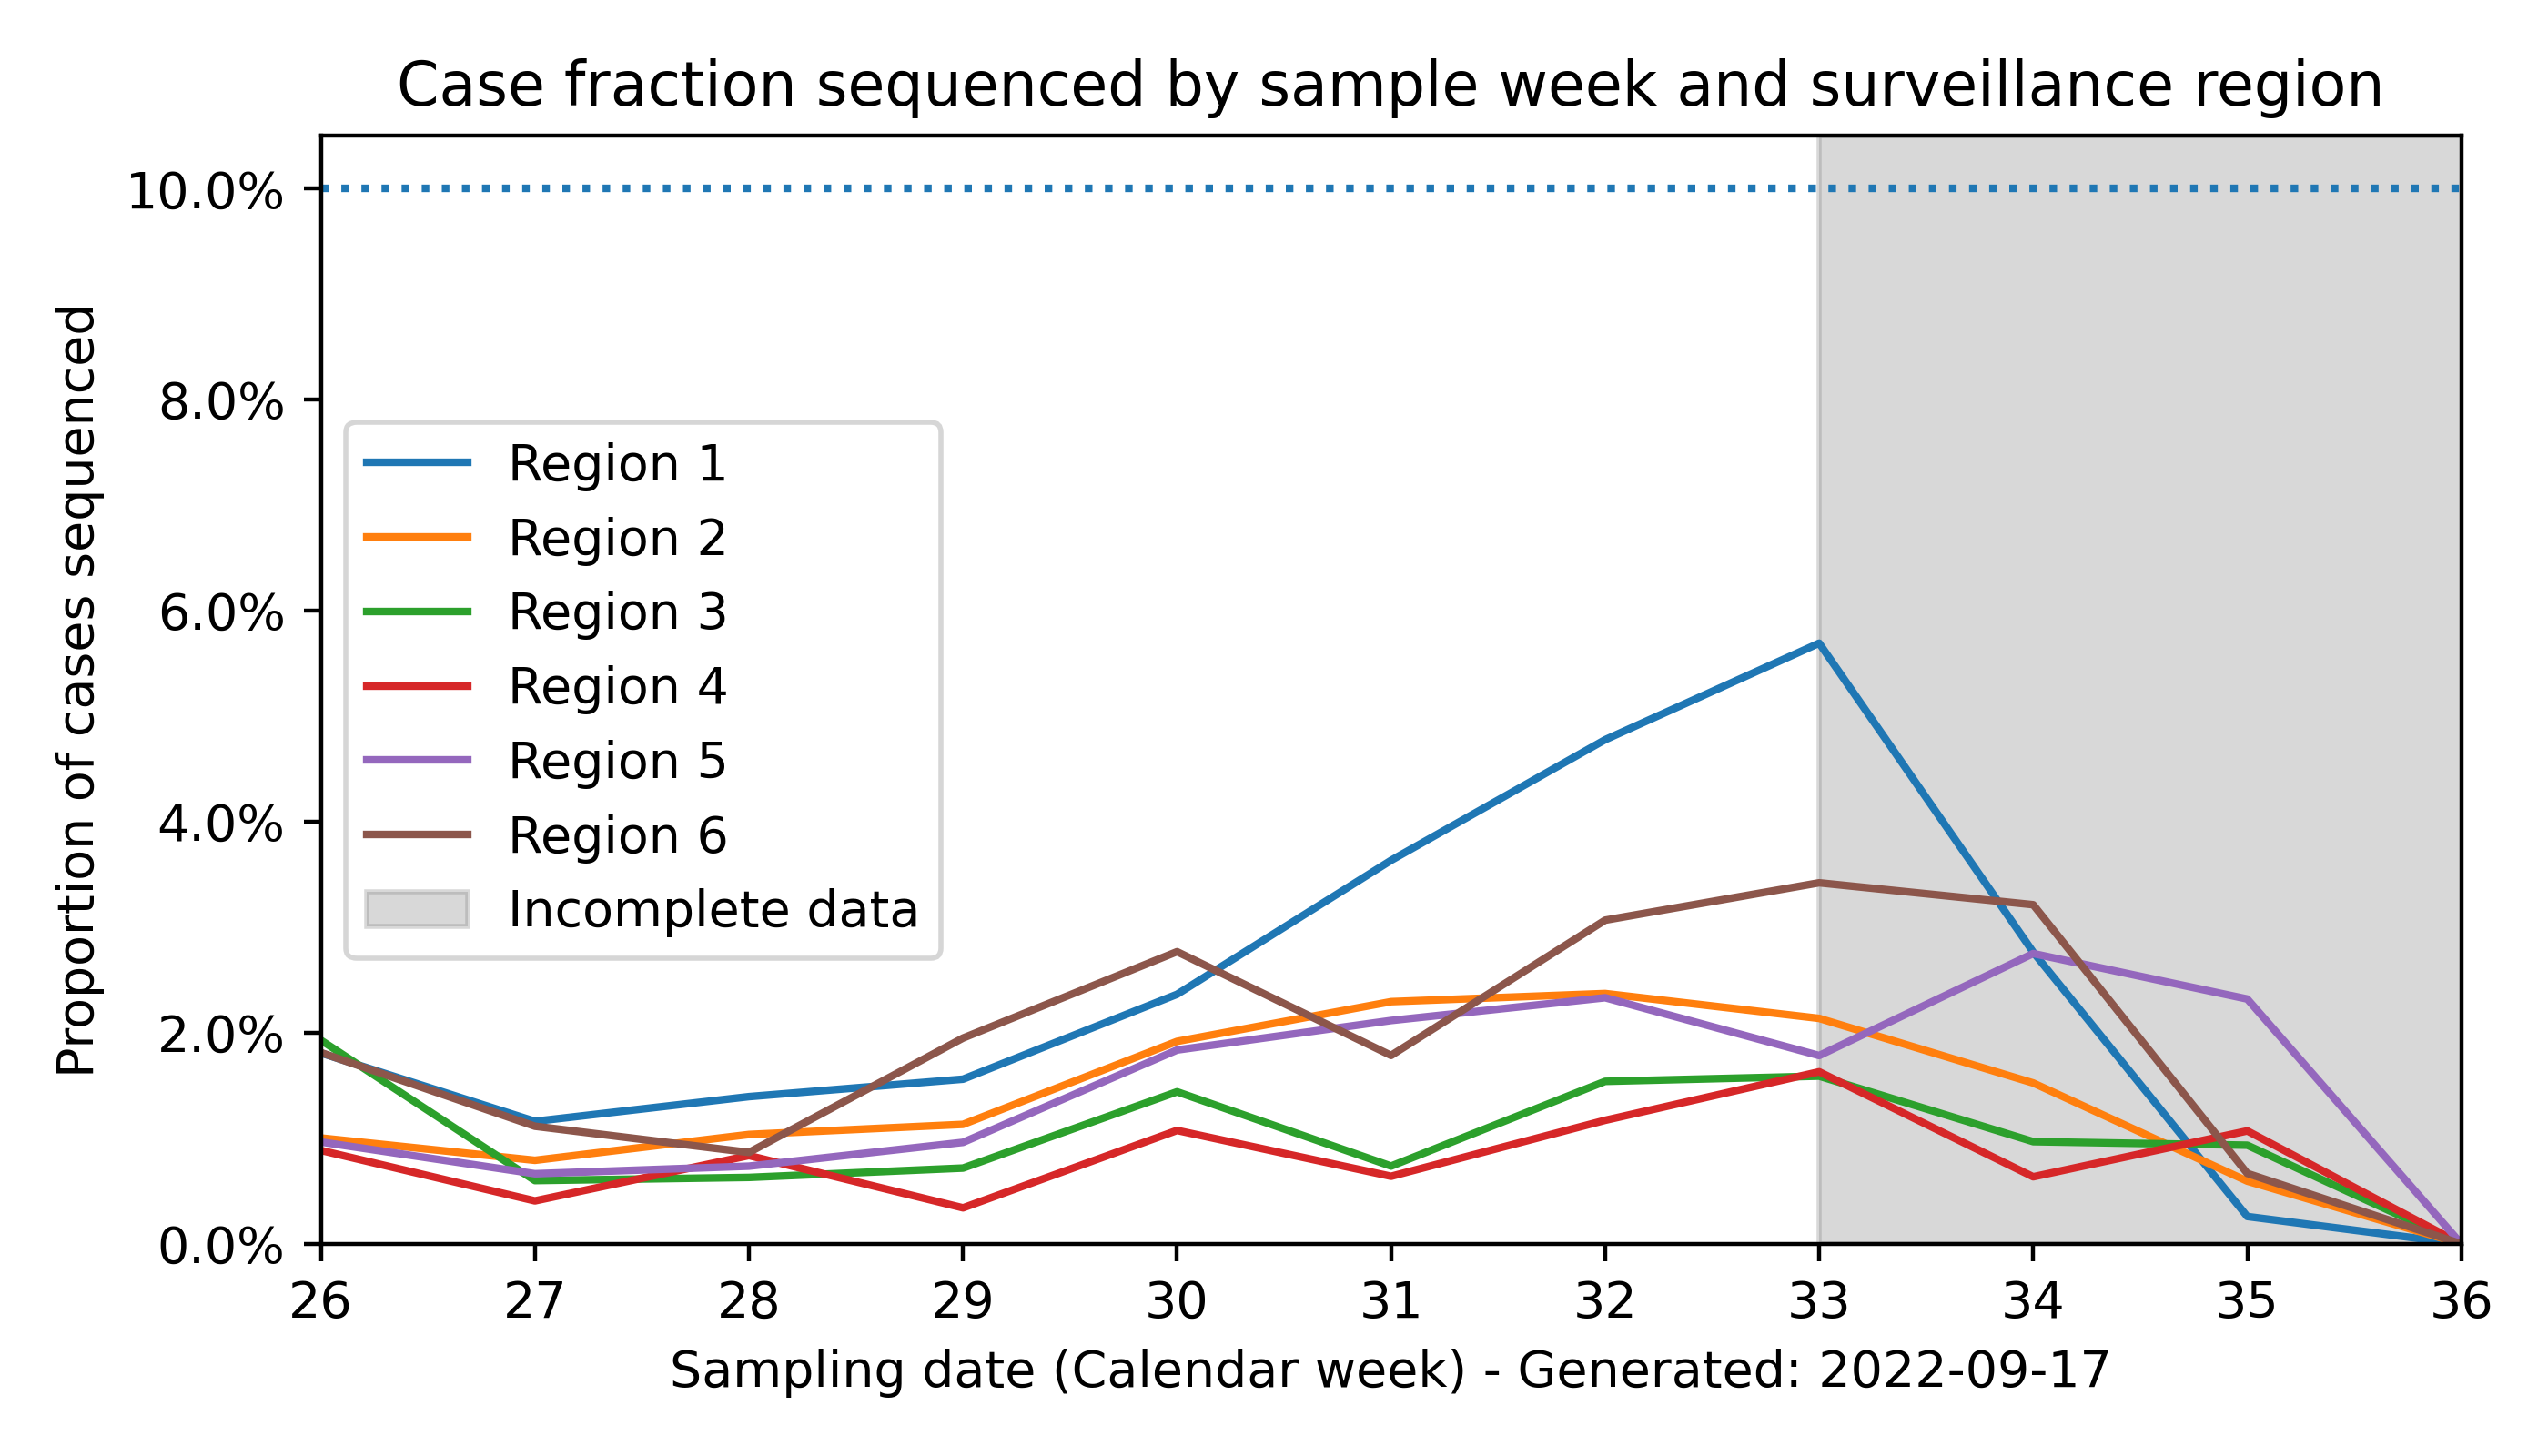 Case fraction sequenced by sample week and surveillance region
Proportion of cases sequenced
10.0%
8.0%
6.0%
4.0%
2.0%
0.0%
Region 1
Region 2
Region 3
Region 4
Region 5
Region 6
Incomplete data
26 27 28 29 30 31 32 33 34 35 36
Sampling date (Calendar week) - Generated: 2022-09-17